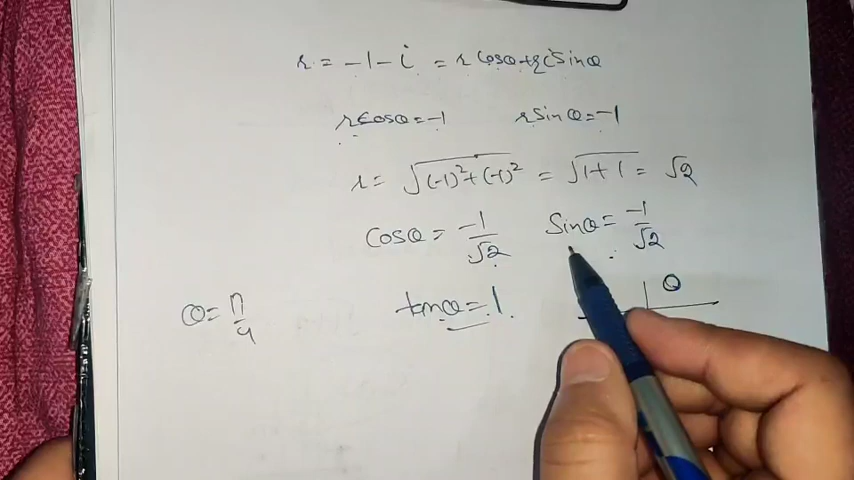 r = -1 - i = r cosθ + r i sinθ
r cosθ = -1 r sinθ = -1
r = √(-1)² + (-1)² = √1+1 = √2
cosθ = -1/√2 sinθ = -1/√2
θ = π/4 tanθ = 1
θ